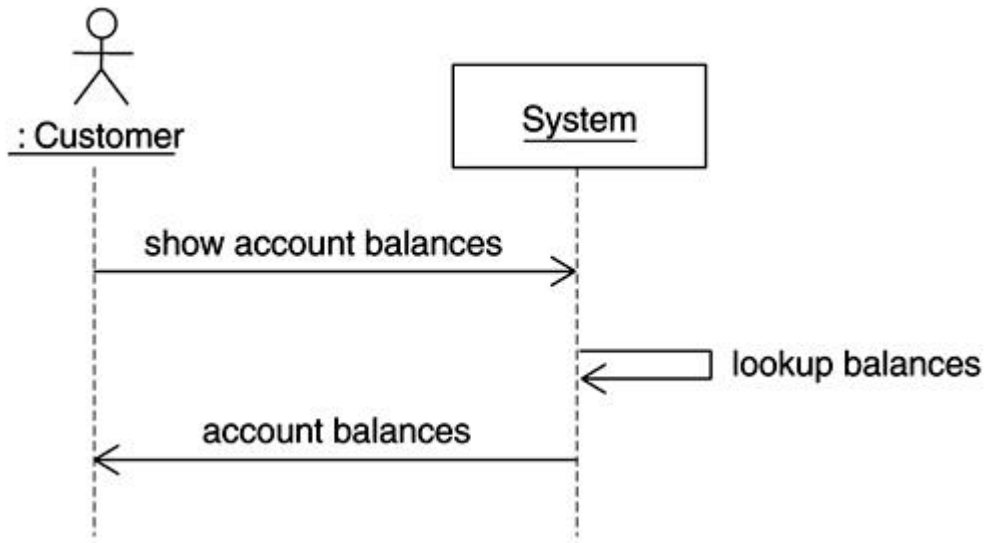 : Customer
System
show account balances
lookup balances
account balances